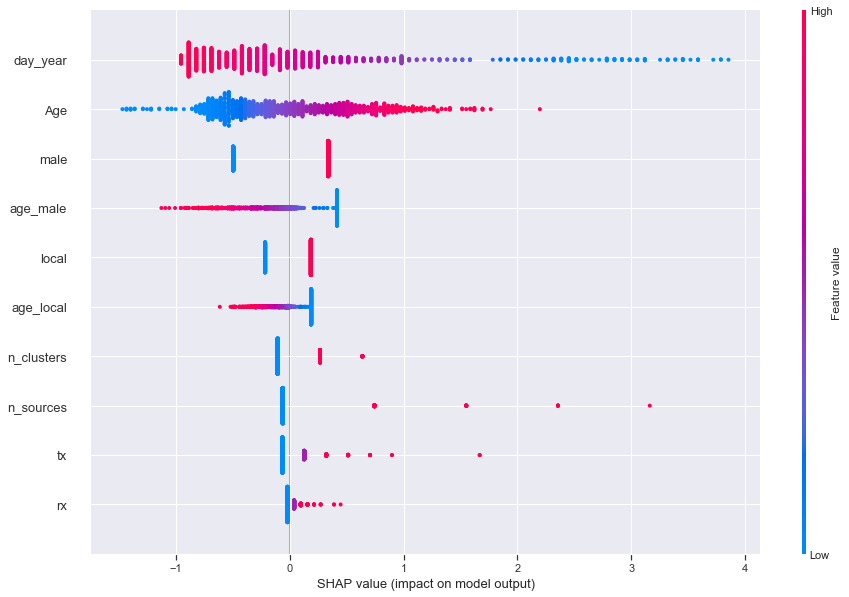 High
day_year
Age
male
age_male
local
Feature value
age_local
n_clusters
n_sources
tx
rx
Low
−1
0
1
2
3
4
SHAP value (impact on model output)